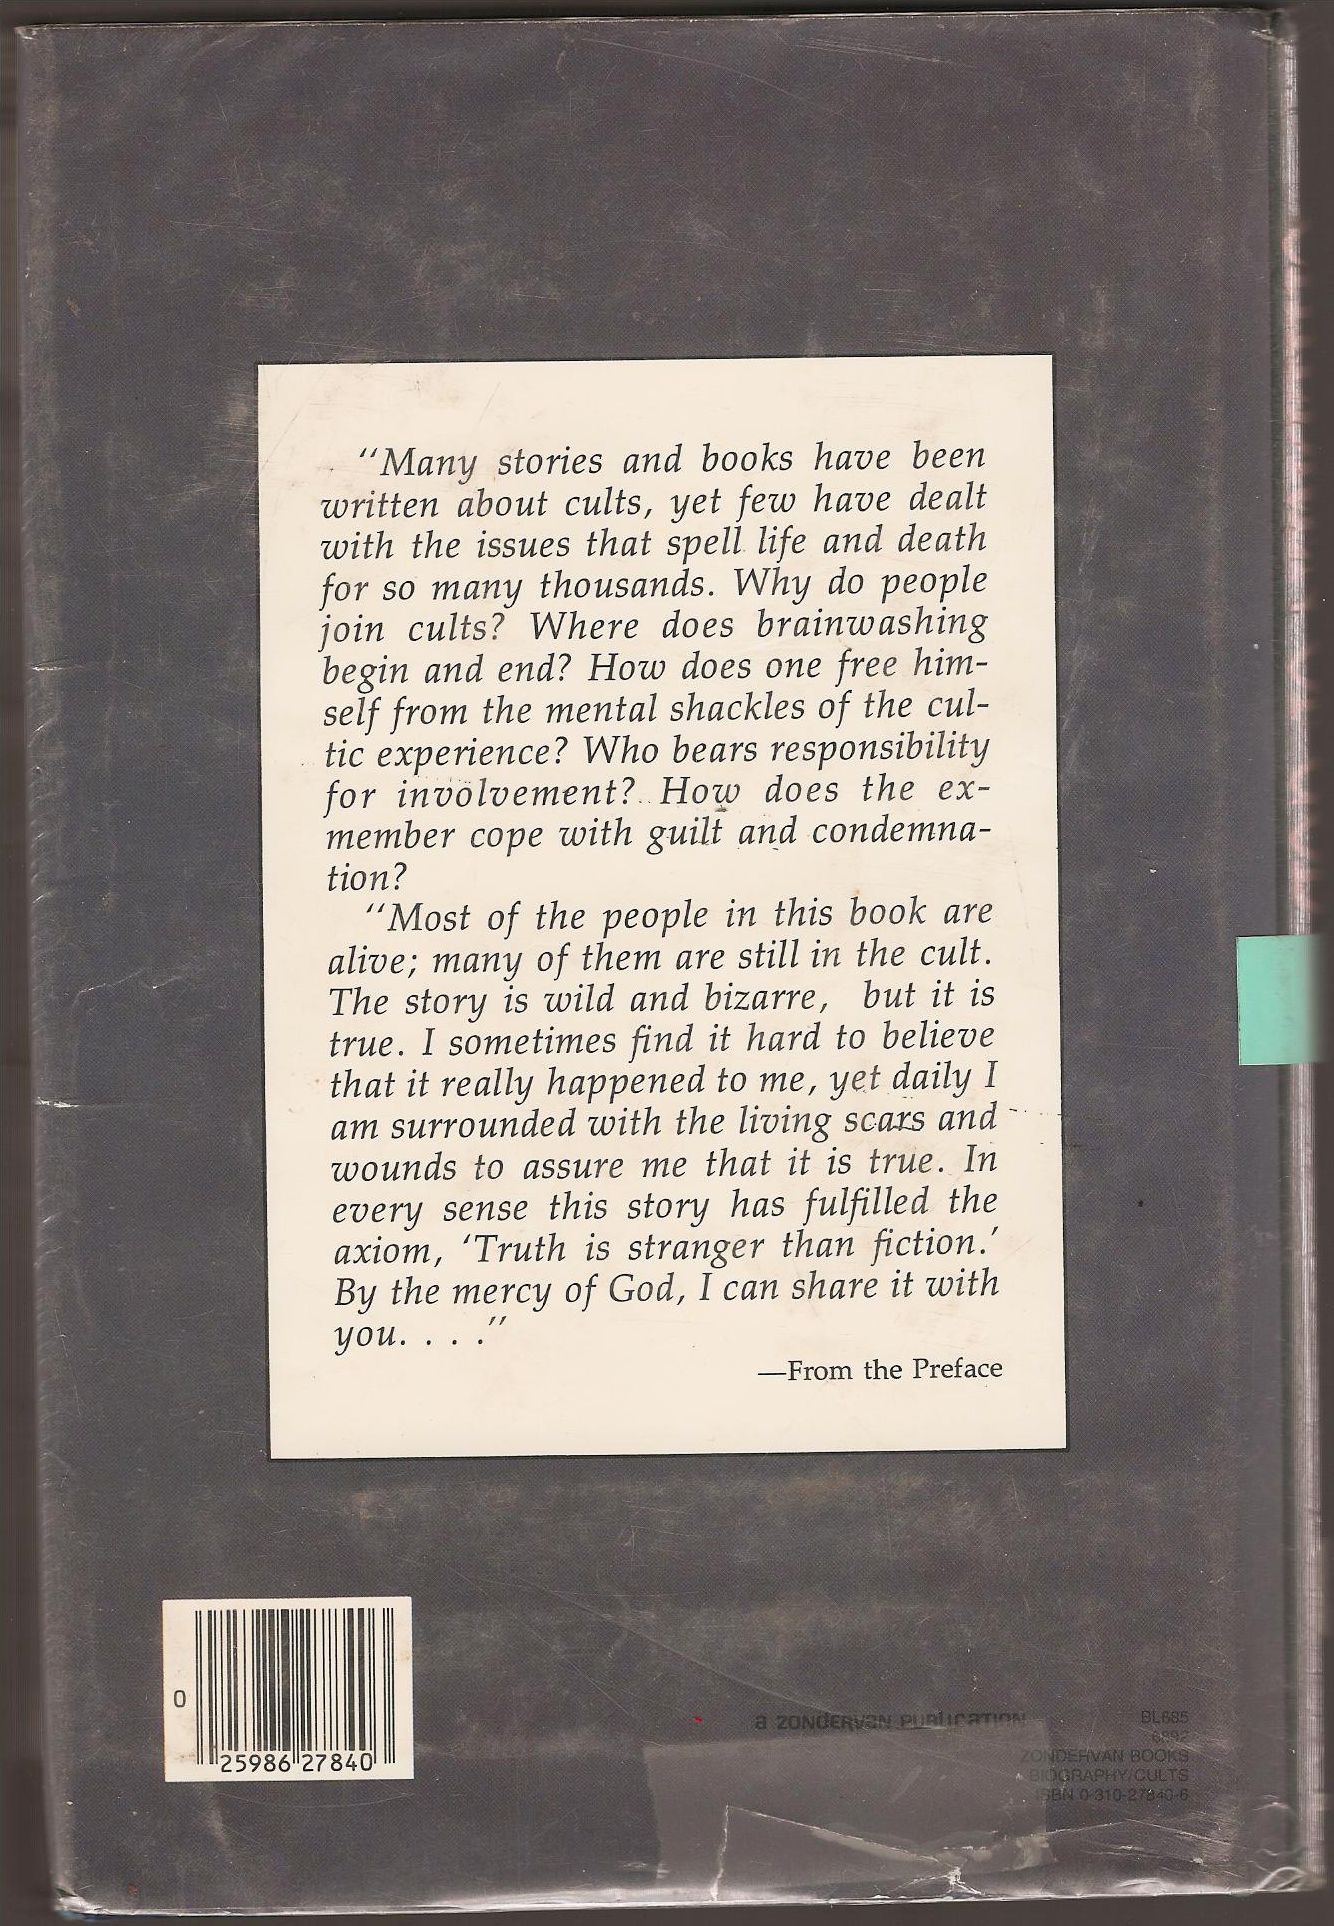 “Many stories and books have been
written about cults, yet few have dealt
with the issues that spell life and death
for so many thousands. Why do people
join cults? Where does brainwashing
begin and end? How does one free him-
self from the mental shackles of the cul-
tic experience? Who bears responsibility
for involvement? How does the ex-
member cope with guilt and condemna-
tion?
“Most of the people in this book are
alive; many of them are still in the cult.
The story is wild and bizarre, but it is
true. I sometimes find it hard to believe
that it really happened to me, yet daily I
am surrounded with the living scars and
wounds to assure me that it is true. In
every sense this story has fulfilled the
axiom, ‘Truth is stranger than fiction.’
By the mercy of God, I can share it with
you. . . .”
—From the Preface
0
25986 27840
a ZONDERVAN PUBLICATION
BL685
6892
ZONDERVAN BOOKS
BIOGRAPHY/CULTS
ISBN 0-310-27840-6